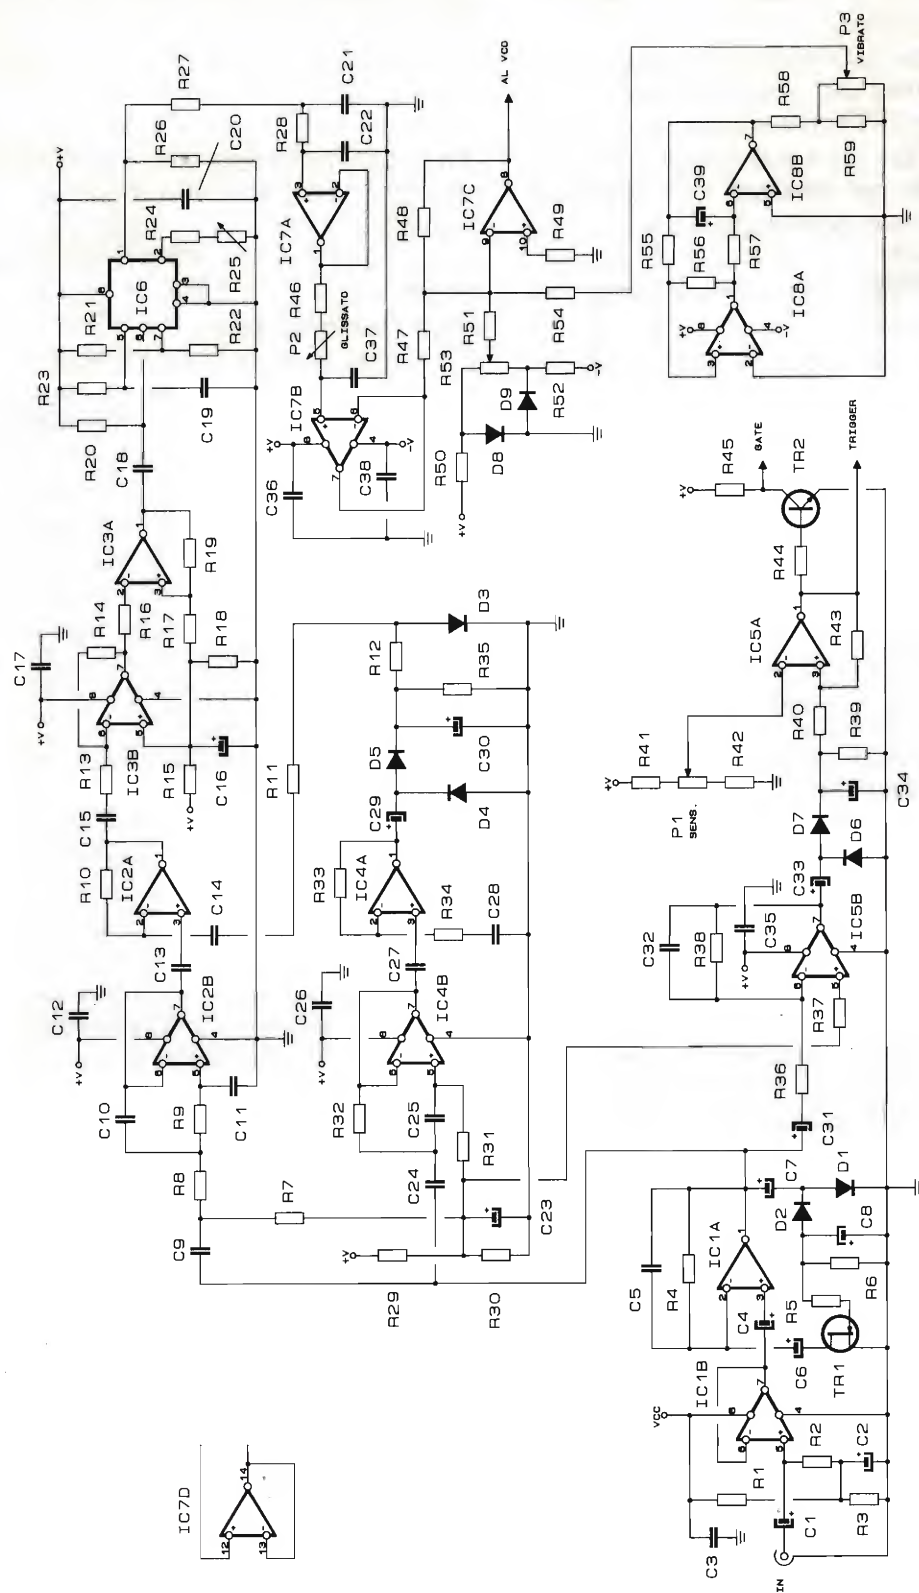 R27
R26
C20
C21
+V
R28
C22
R24
R25
IC6
R21
R22
R23
C19
R20
C18
IC3A
R19
R14
R16
R17
R18
C17
+V
IC3B
R13
R15
C16
+V
C15
R10
IC2A
C14
R11
C13
C12
+V
IC2B
C10
R9
C11
R8
C9
R7
IC7A
R46
P2
GLISSATO
C37
IC7B
+V
-V
C36
C38
R47
R48
IC7C
AL VCO
R49
R51
R53
R54
R50
+V
D8
D9
R52
-V
D3
R12
R35
D5
C30
D4
C29
R33
IC4A
R34
C28
C27
C26
+V
IC4B
R32
C25
R31
C24
C23
+V
R29
R30
P3
VIBRATO
R58
R59
IC8B
C39
R55
R56
R57
IC8A
+V
-V
R45
+V
GATE
TR2
TRIGGER
R44
IC5A
R43
R40
R39
R41
+V
P1
SENS.
R42
D7
C34
D6
C33
IC5B
C32
R38
C35
+V
R37
R36
C31
C7
D1
D2
C8
IC1A
C5
R4
R5
R6
C4
C6
TR1
IC1B
VCC
R1
R2
C2
R3
C1
C3
IN
IC7D
12
13
14